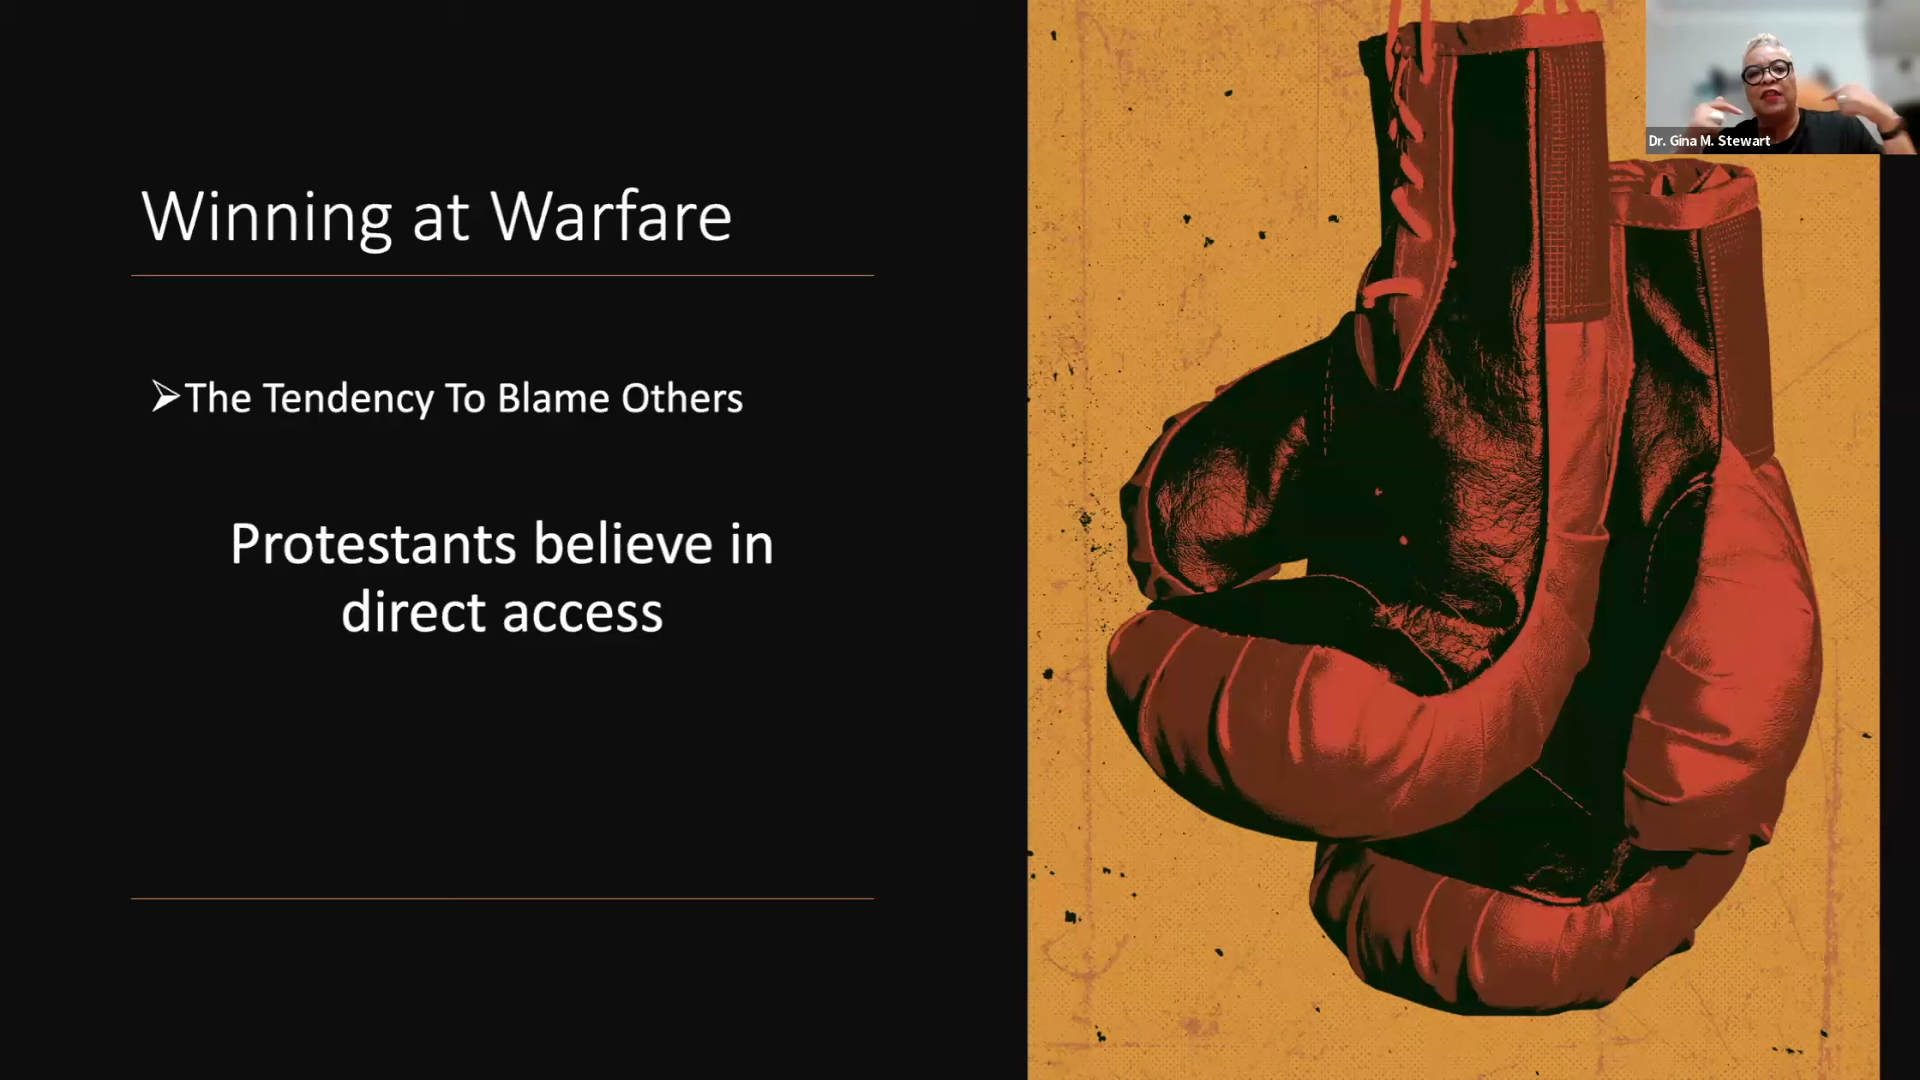 Winning at Warfare
➢The Tendency To Blame Others
Protestants believe in
direct access
Dr. Gina M. Stewart